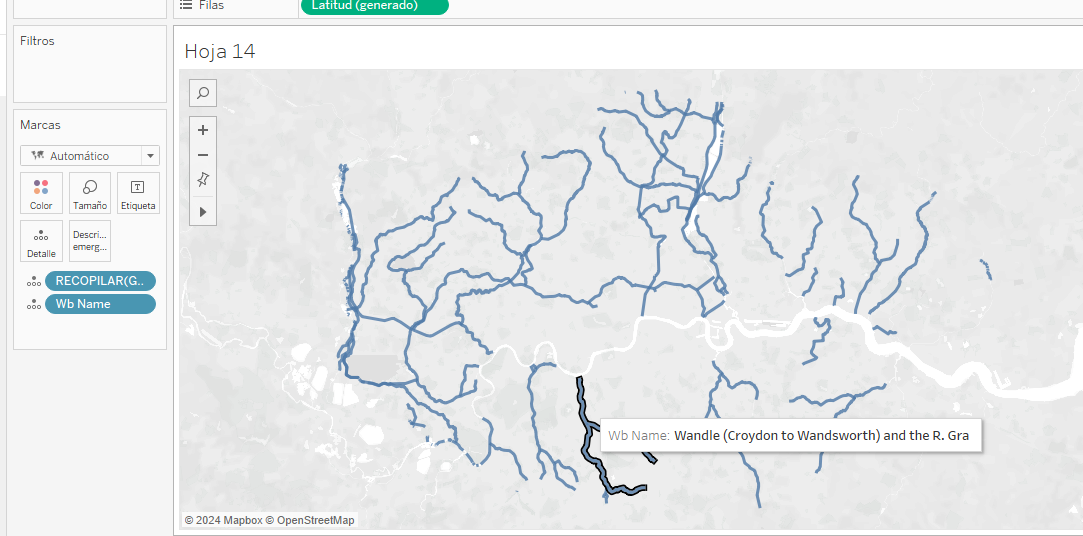 Filas
Latitud (generado)
Filtros
Hoja 14
Marcas
Automático
Color
Tamaño
Etiqueta
Detalle
Descri...
emerg...
RECOPILAR(G..
Wb Name
Wb Name: Wandle (Croydon to Wandsworth) and the R. Gra
© 2024 Mapbox © OpenStreetMap